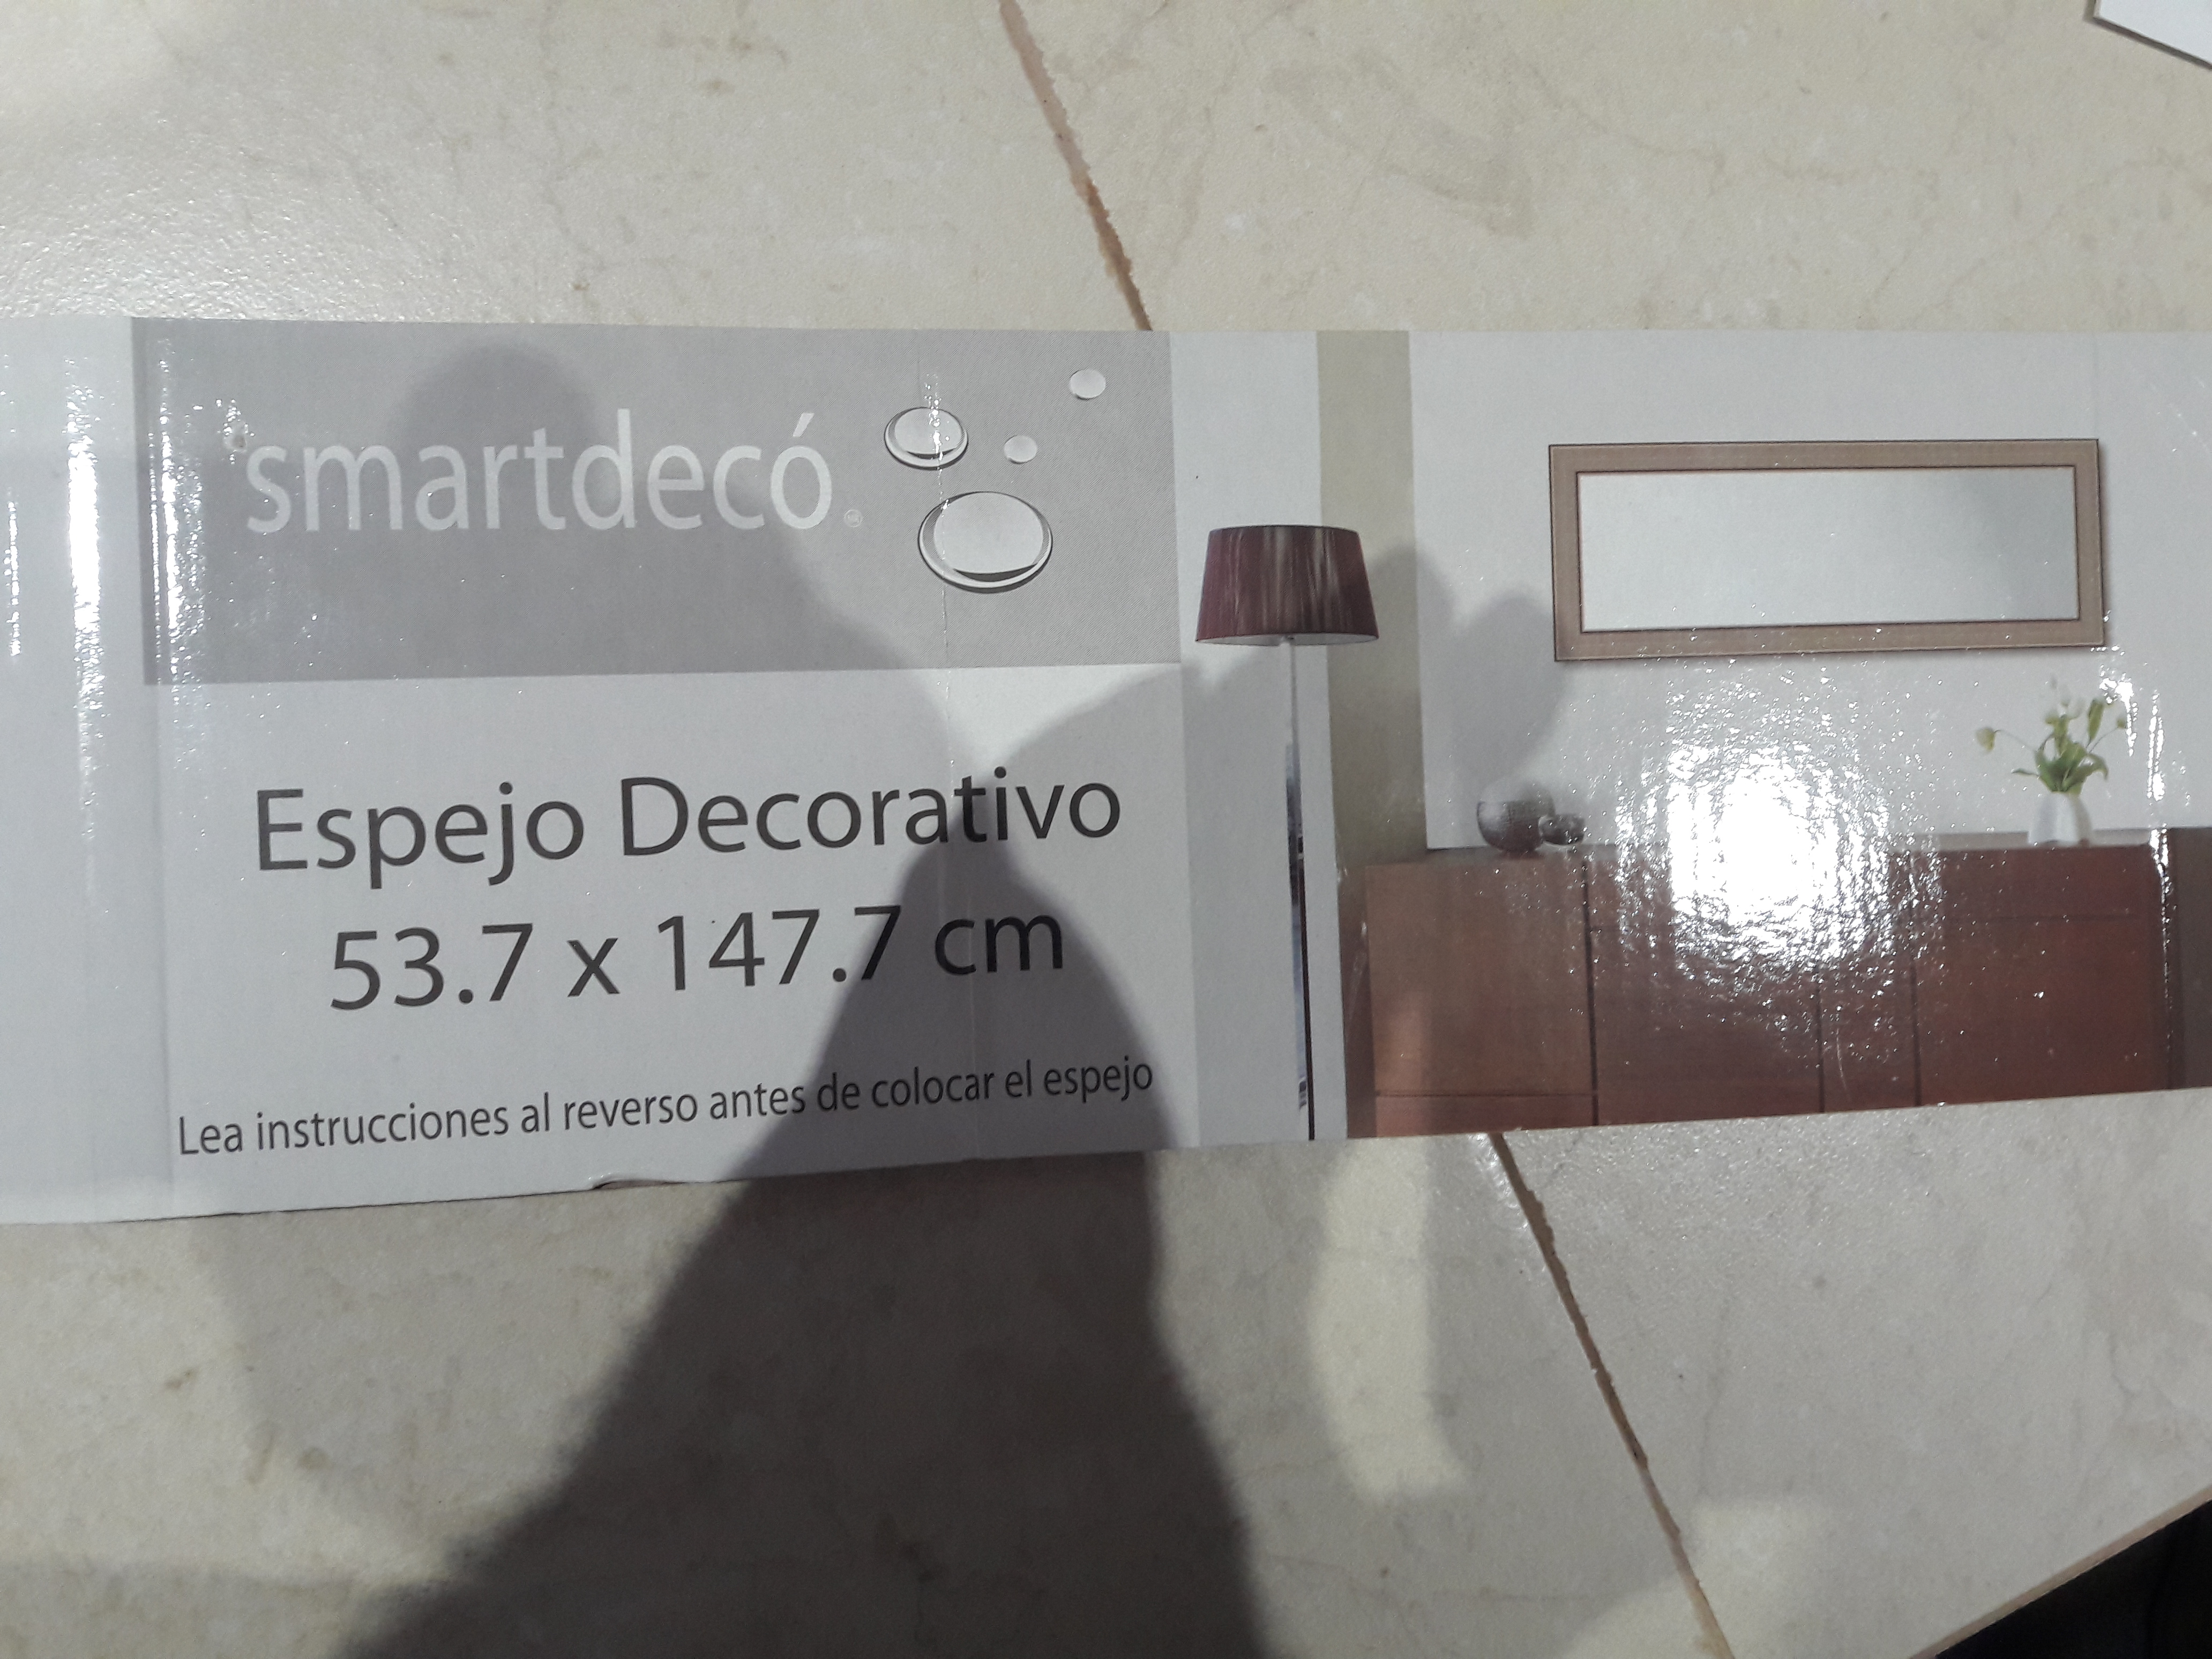 smartdecó
Espejo Decorativo
53.7 x 147.7 cm
Lea instrucciones al reverso antes de colocar el espejo